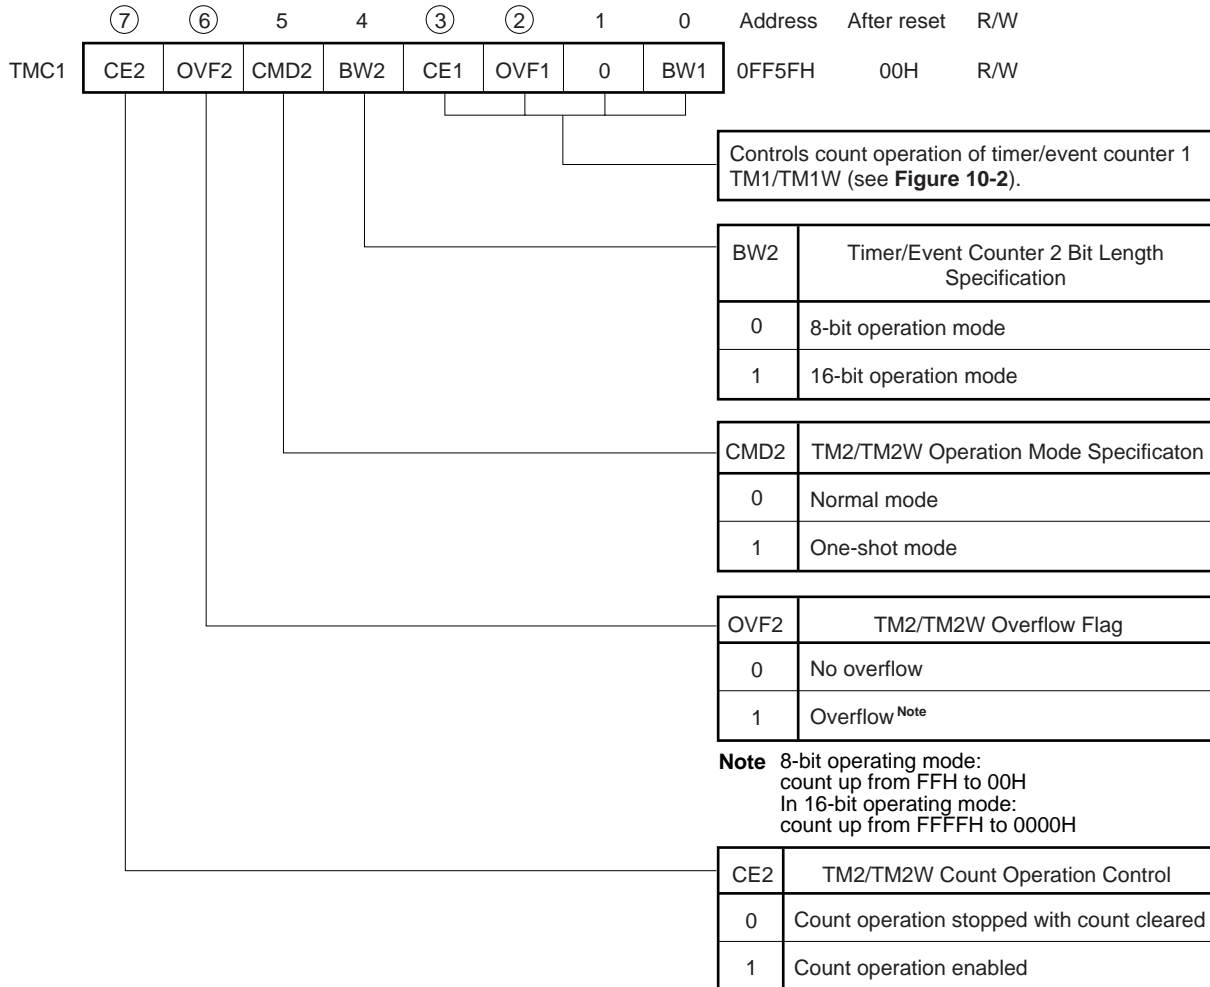 7 6 5 4 3 2 1 0 Address After reset R/W
TMC1 CE2 OVF2 CMD2 BW2 CE1 OVF1 0 BW1 0FF5FH 00H R/W
Controls count operation of timer/event counter 1
TM1/TM1W (see Figure 10-2).
BW2 Timer/Event Counter 2 Bit Length
Specification
0 8-bit operation mode
1 16-bit operation mode
CMD2 TM2/TM2W Operation Mode Specificaton
0 Normal mode
1 One-shot mode
OVF2 TM2/TM2W Overflow Flag
0 No overflow
1 Overflow Note
Note 8-bit operating mode:
count up from FFH to 00H
In 16-bit operating mode:
count up from FFFFH to 0000H
CE2 TM2/TM2W Count Operation Control
0 Count operation stopped with count cleared
1 Count operation enabled